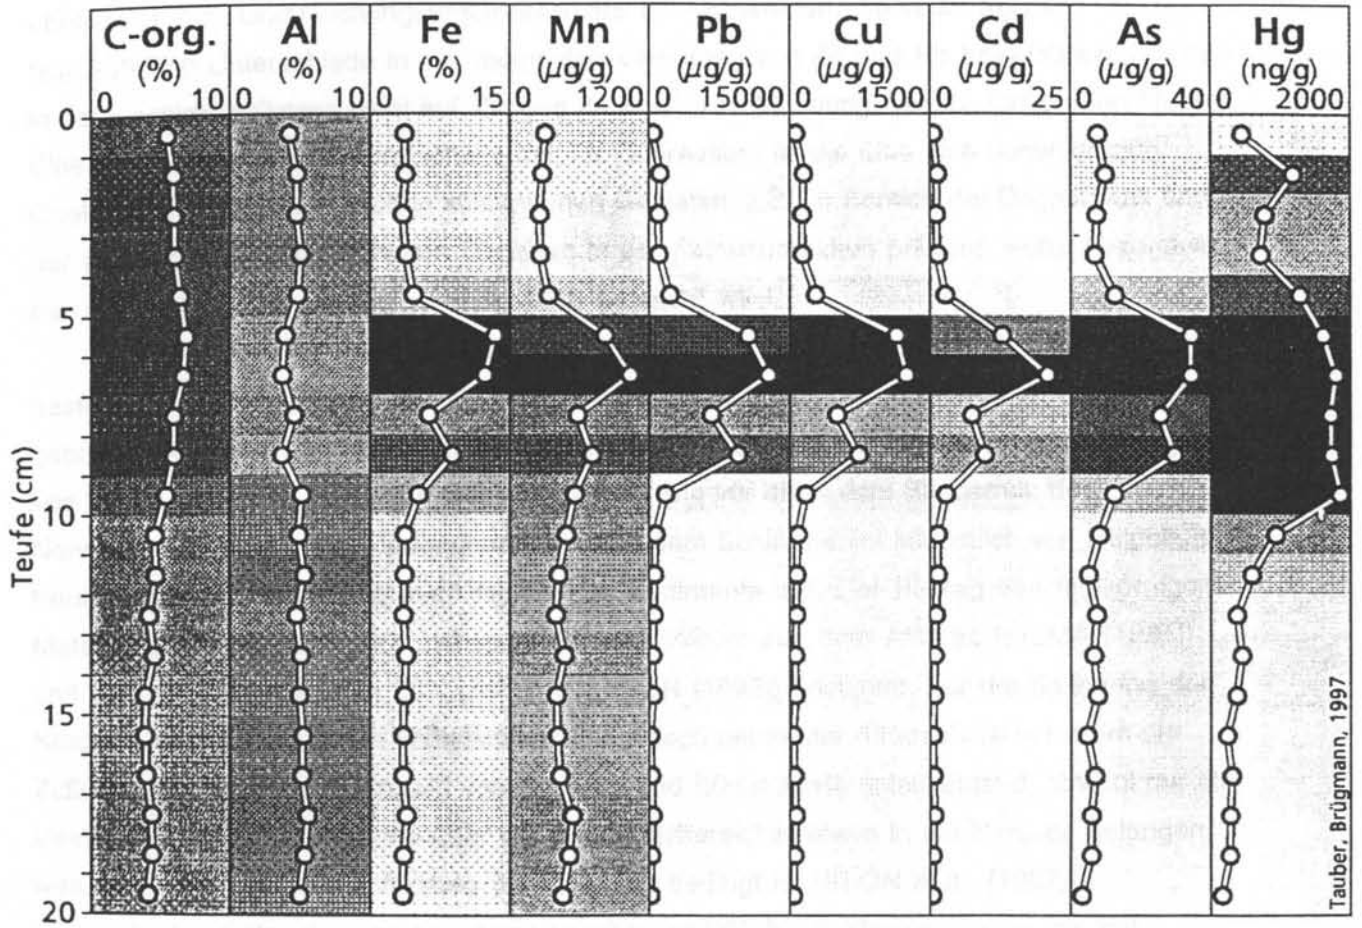 C-org. Al Fe Mn Pb Cu Cd As Hg
(%) (%) (%) (µg/g) (µg/g) (µg/g) (µg/g) (µg/g) (ng/g)
0 10 0 10 0 15 0 1200 0 15000 0 1500 0 25 0 40 0 2000
0
5
10
15
20
Teufe (cm)
Tauber, Brügmann, 1997